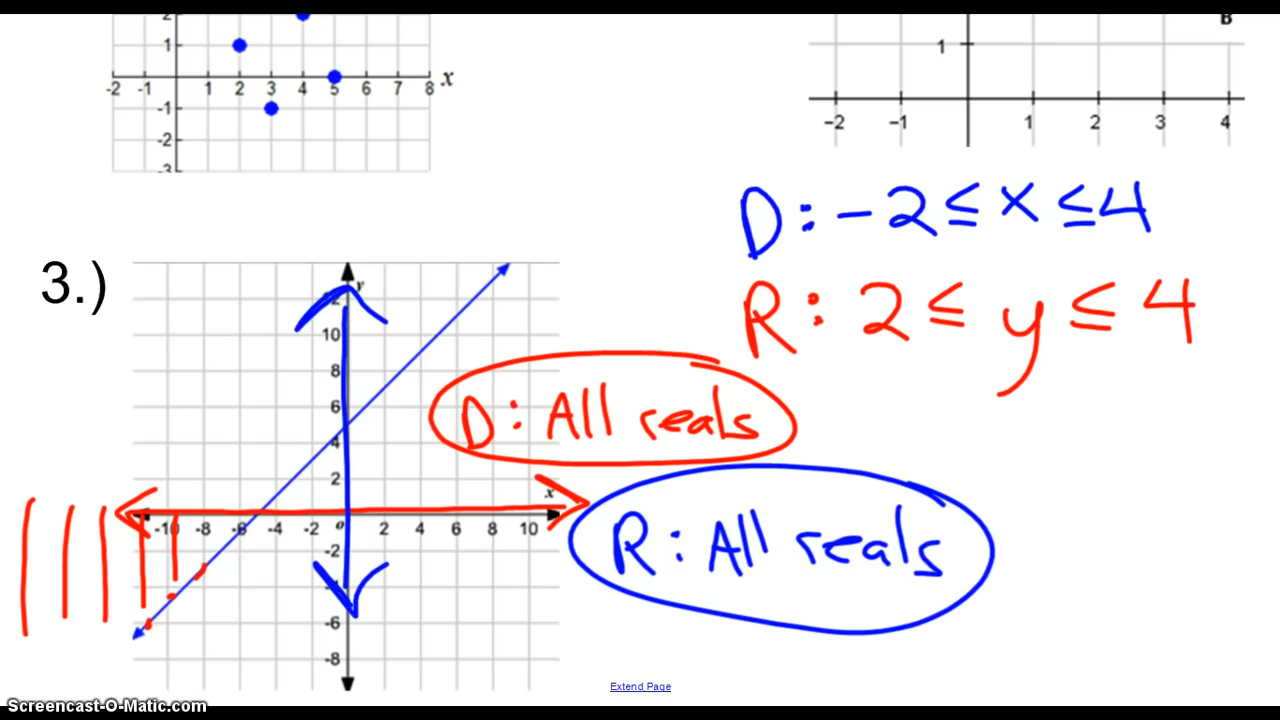 2
1
-2 -1 1 2 3 4 5 6 7 8 x
-1
-2
-3
B
1
-2 -1 1 2 3 4
D: -2 ≤ x ≤ 4
R: 2 ≤ y ≤ 4
3.)
y
10
8
6
4
2
x
-10 -8 -6 -4 -2 o 2 4 6 8 10
-2
-6
-8
D: All reals
R: All reals
Extend Page
Screencast-O-Matic.com